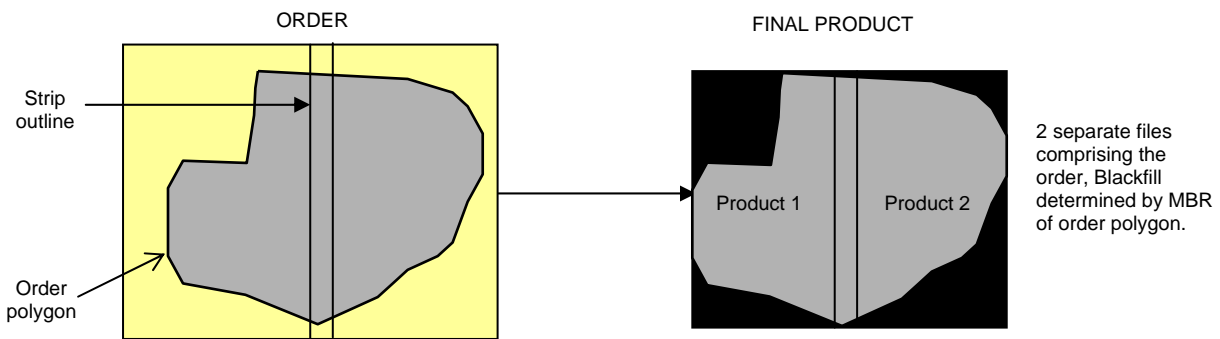 ORDER
FINAL PRODUCT
Strip
outline
Order
polygon
Product 1
Product 2
2 separate files
comprising the
order, Blackfill
determined by MBR
of order polygon.